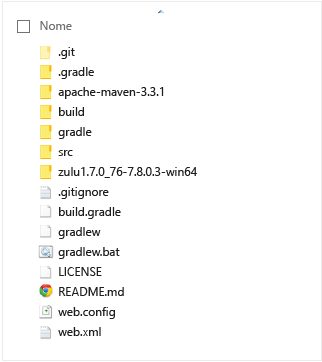 Nome
.git
.gradle
apache-maven-3.3.1
build
gradle
src
zulu1.7.0_76-7.8.0.3-win64
.gitignore
build.gradle
gradlew
gradlew.bat
LICENSE
README.md
web.config
web.xml